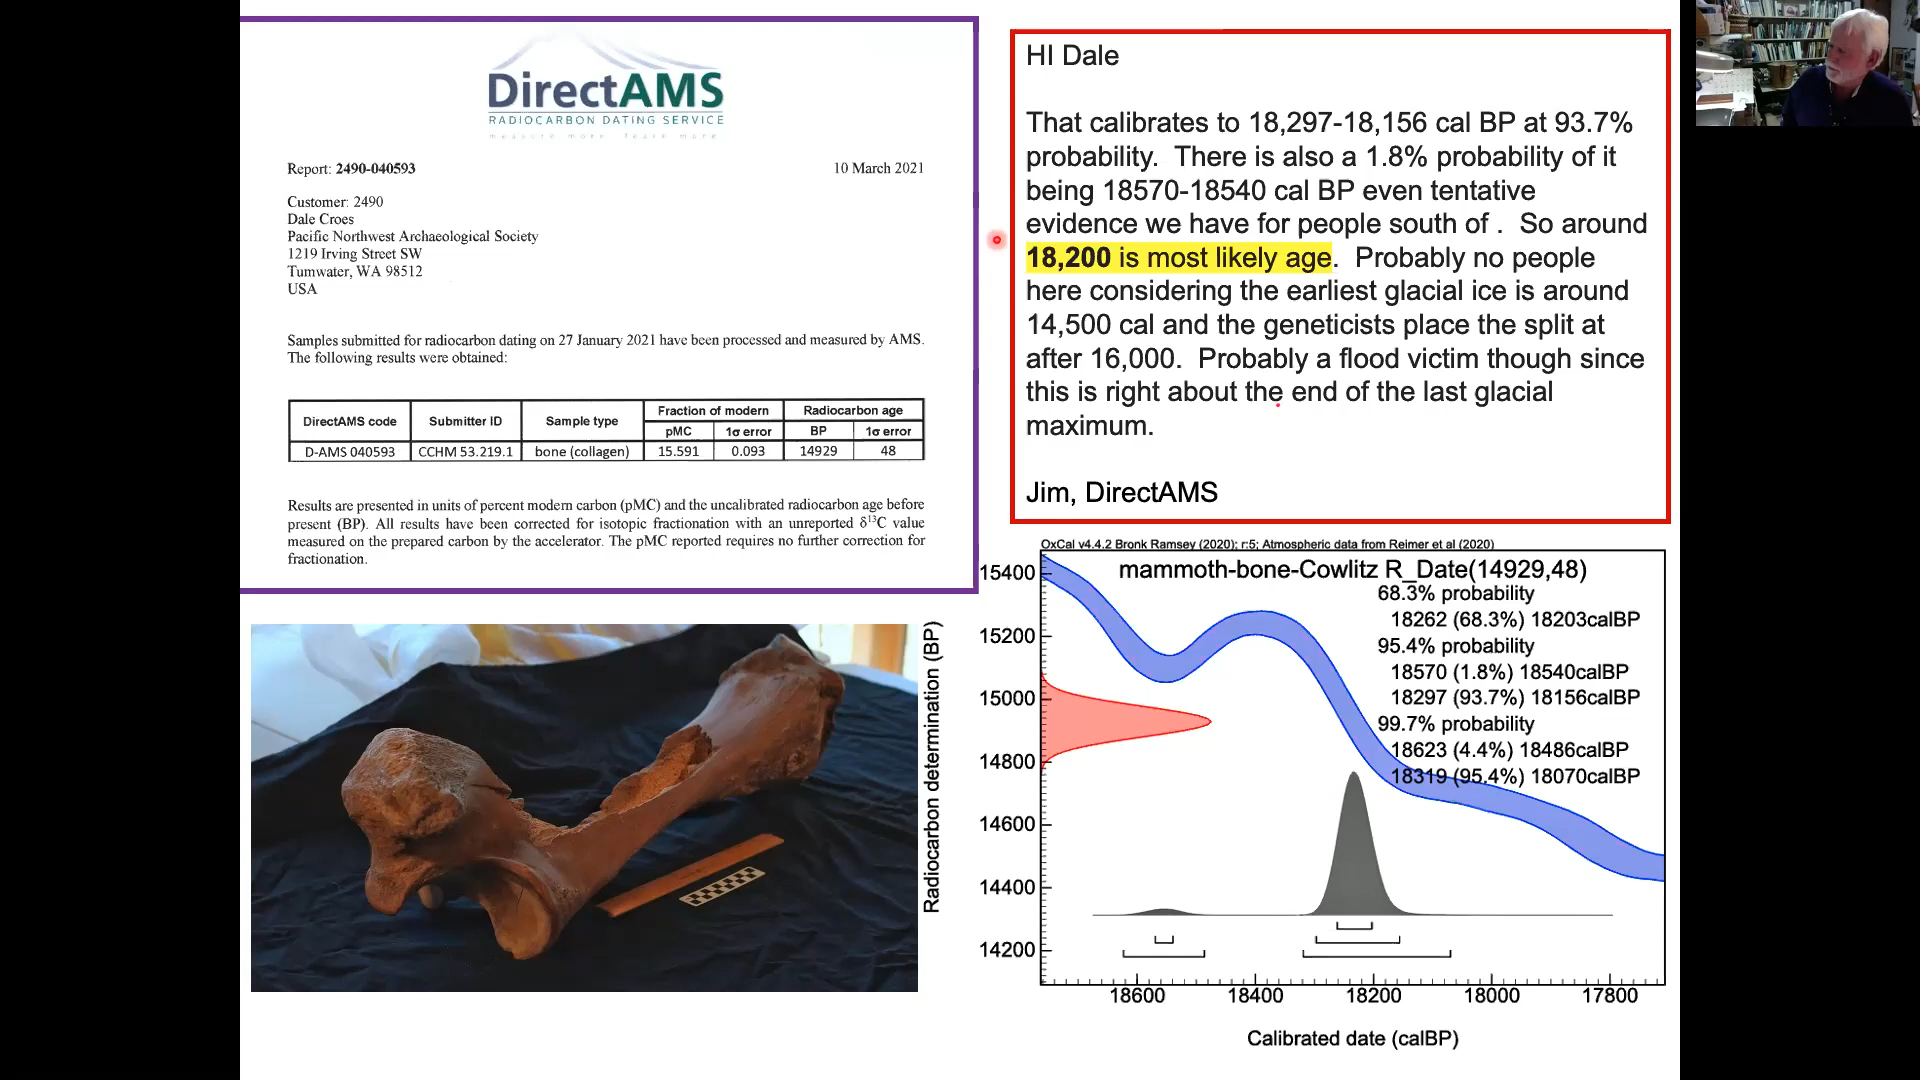 DirectAMS
RADIOCARBON DATING SERVICE
measure more. learn more.
Report: 2490-040593
10 March 2021
Customer: 2490
Dale Croes
Pacific Northwest Archaeological Society
1219 Irving Street SW
Tumwater, WA 98512
USA
Samples submitted for radiocarbon dating on 27 January 2021 have been processed and measured by AMS.
The following results were obtained:
DirectAMS code Submitter ID Sample type Fraction of modern Radiocarbon age
pMC 1σ error BP 1σ error
D-AMS 040593 CCHM 53.219.1 bone (collagen) 15.591 0.093 14929 48
Results are presented in units of percent modern carbon (pMC) and the uncalibrated radiocarbon age before
present (BP). All results have been corrected for isotopic fractionation with an unreported δ¹³C value
measured on the prepared carbon by the accelerator. The pMC reported requires no further correction for
fractionation.
HI Dale
That calibrates to 18,297-18,156 cal BP at 93.7%
probability.  There is also a 1.8% probability of it
being 18570-18540 cal BP even tentative
evidence we have for people south of .  So around
18,200 is most likely age.  Probably no people
here considering the earliest glacial ice is around
14,500 cal and the geneticists place the split at
after 16,000.  Probably a flood victim though since
this is right about the end of the last glacial
maximum.
Jim, DirectAMS
OxCal v4.4.2 Bronk Ramsey (2020); r:5; Atmospheric data from Reimer et al (2020)
mammoth-bone-Cowlitz R_Date(14929,48)
68.3% probability
18262 (68.3%) 18203calBP
95.4% probability
18570 (1.8%) 18540calBP
18297 (93.7%) 18156calBP
99.7% probability
18623 (4.4%) 18486calBP
18319 (95.4%) 18070calBP
Radiocarbon determination (BP)
15400
15200
15000
14800
14600
14400
14200
18600 18400 18200 18000 17800
Calibrated date (calBP)